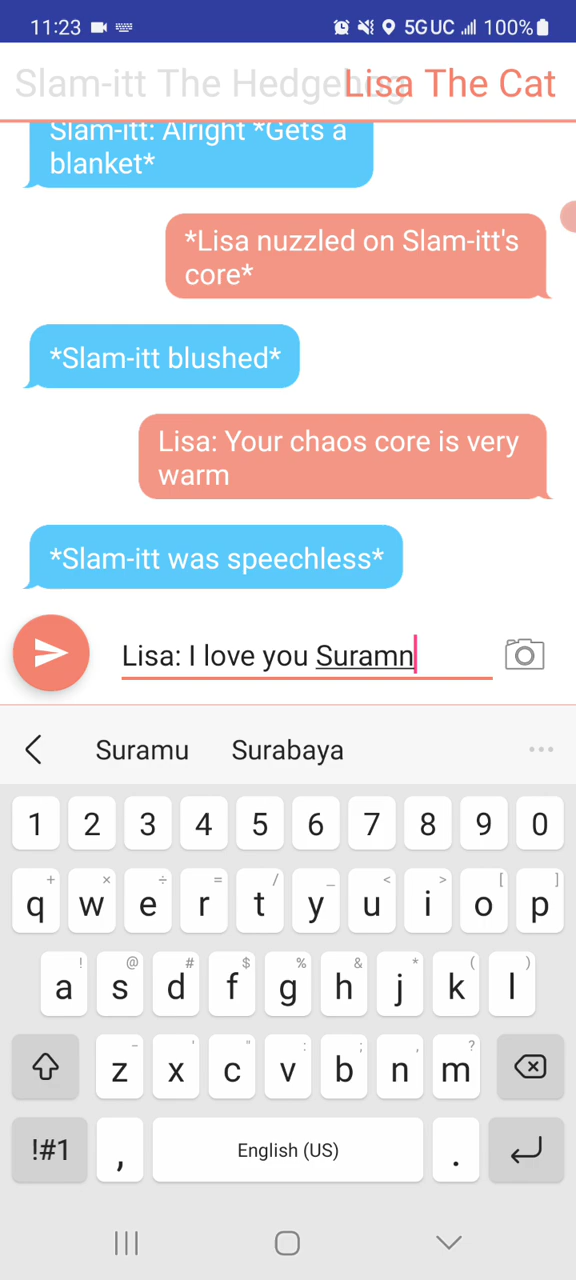 11:23 5G UC 100%
Slam-itt The Hedgehog Lisa The Cat
Slam-itt: Alright *Gets a
blanket*
*Lisa nuzzled on Slam-itt's
core*
*Slam-itt blushed*
Lisa: Your chaos core is very
warm
*Slam-itt was speechless*
Lisa: I love you Suramn
Suramu Surabaya
1 2 3 4 5 6 7 8 9 0
+ × ÷ = / _ < > [ ]
q w e r t y u i o p
! @ # $ % & * ( )
a s d f g h j k l
- ' " : ; , ?
z x c v b n m
!#1 , English (US) .